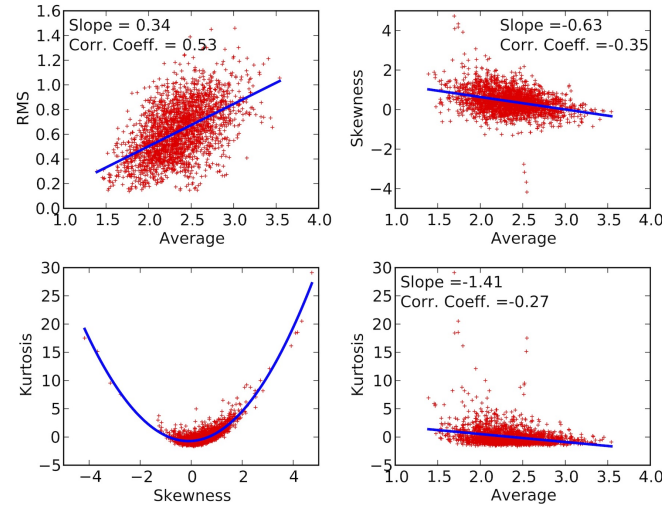 Slope = 0.34
Corr. Coeff. = 0.53
1.6
1.4
1.2
1.0
0.8
0.6
0.4
0.2
0.0
RMS
1.0 1.5 2.0 2.5 3.0 3.5 4.0
Average
Slope =-0.63
Corr. Coeff. =-0.35
4
2
0
−2
−4
Skewness
1.0 1.5 2.0 2.5 3.0 3.5 4.0
Average
30
25
20
15
10
5
0
−5
Kurtosis
−4 −2 0 2 4
Skewness
Slope =-1.41
Corr. Coeff. =-0.27
30
25
20
15
10
5
0
−5
Kurtosis
1.0 1.5 2.0 2.5 3.0 3.5 4.0
Average